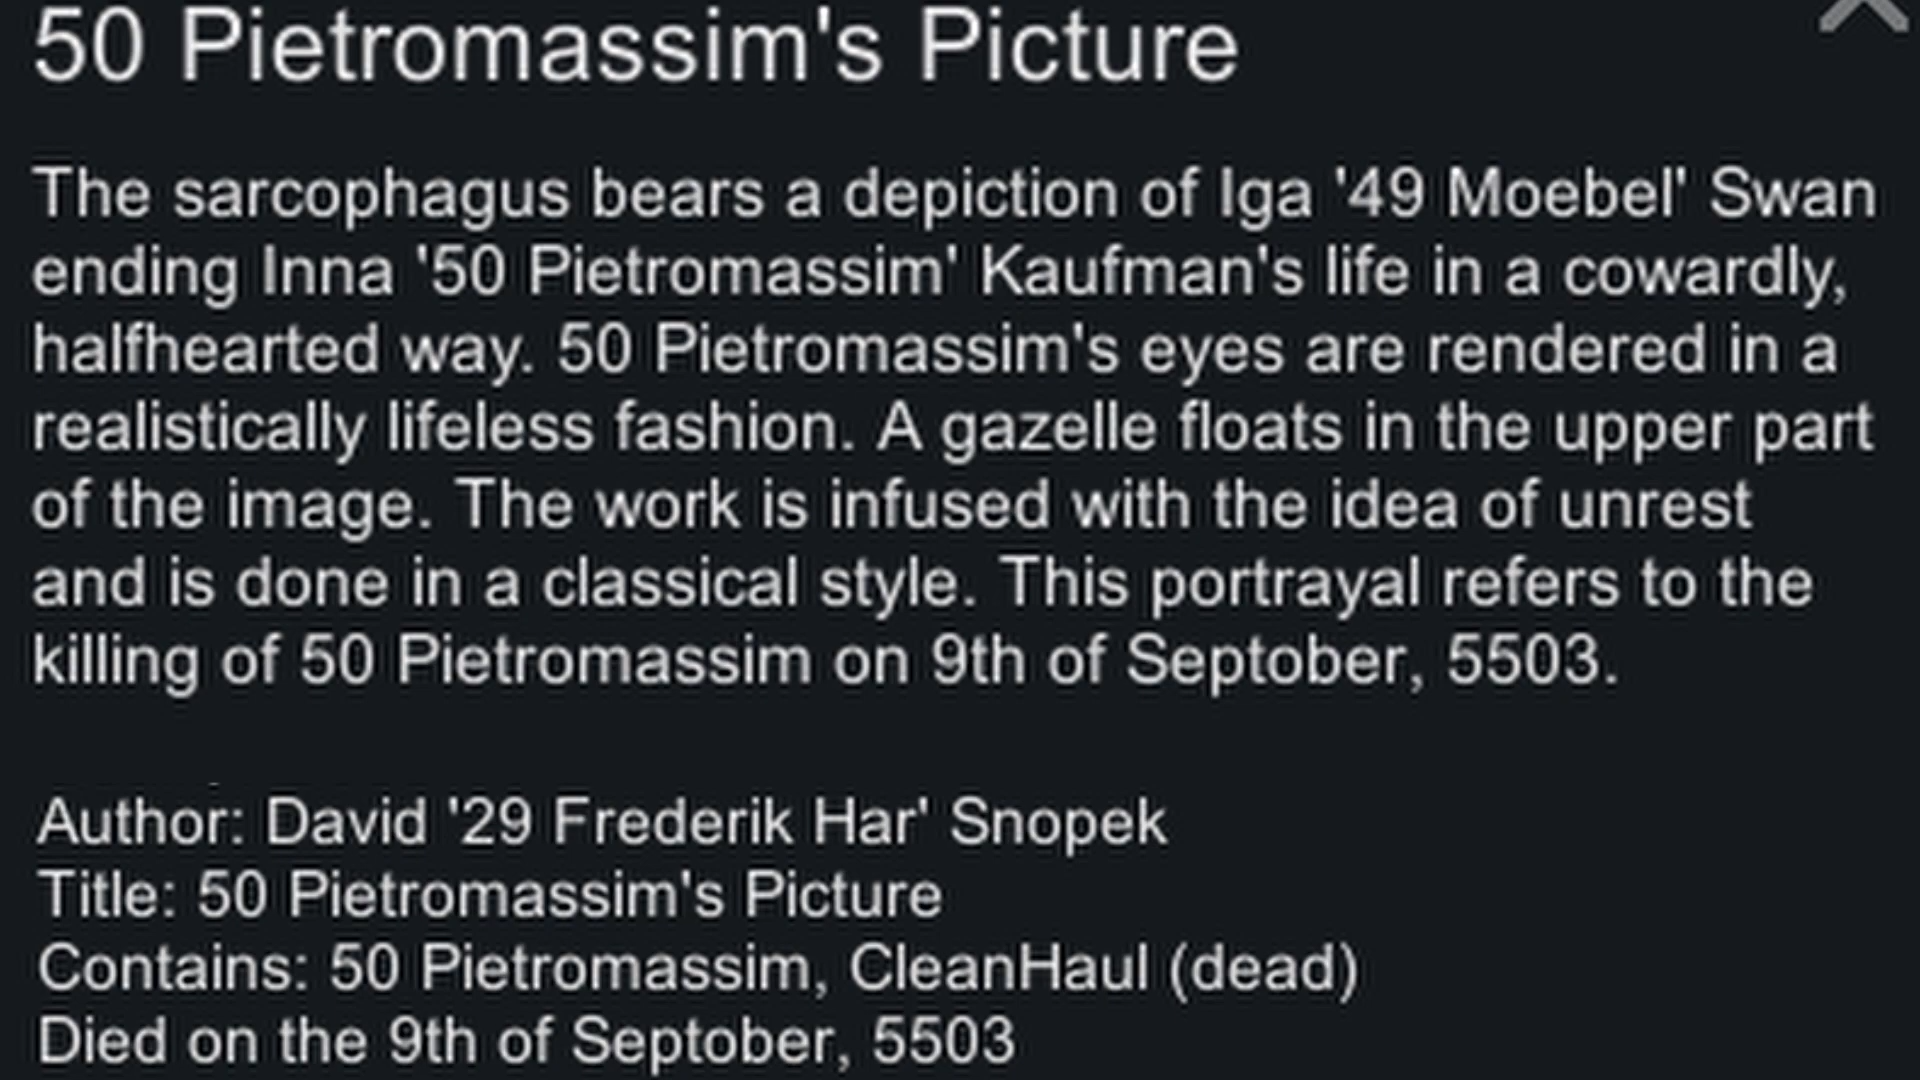 50 Pietromassim's Picture
The sarcophagus bears a depiction of Iga '49 Moebel' Swan
ending Inna '50 Pietromassim' Kaufman's life in a cowardly,
halfhearted way. 50 Pietromassim's eyes are rendered in a
realistically lifeless fashion. A gazelle floats in the upper part
of the image. The work is infused with the idea of unrest
and is done in a classical style. This portrayal refers to the
killing of 50 Pietromassim on 9th of Septober, 5503.
Author: David '29 Frederik Har' Snopek
Title: 50 Pietromassim's Picture
Contains: 50 Pietromassim, CleanHaul (dead)
Died on the 9th of Septober, 5503